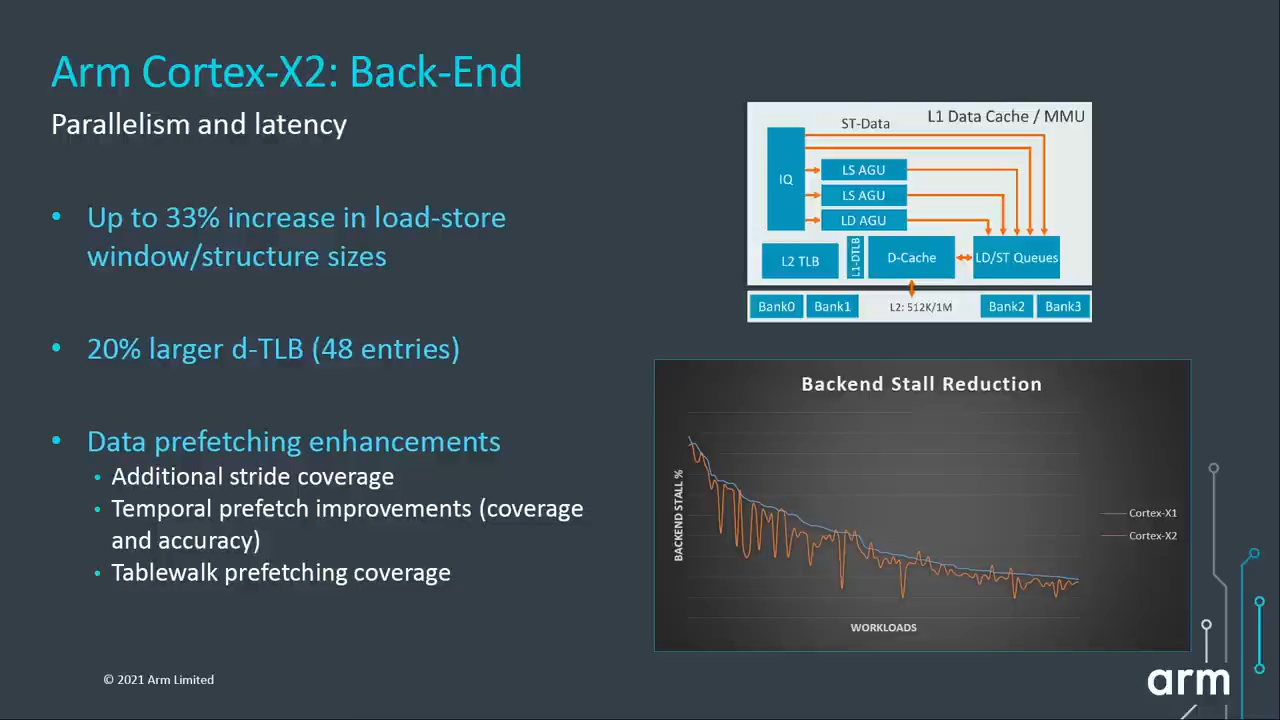 Arm Cortex-X2: Back-End
Parallelism and latency
• Up to 33% increase in load-store
window/structure sizes
• 20% larger d-TLB (48 entries)
• Data prefetching enhancements
• Additional stride coverage
• Temporal prefetch improvements (coverage
and accuracy)
• Tablewalk prefetching coverage
L1 Data Cache / MMU
ST-Data
IQ
LS AGU
LS AGU
LD AGU
L2 TLB
L1-DTLB
D-Cache
LD/ST Queues
Bank0
Bank1
L2: 512K/1M
Bank2
Bank3
Backend Stall Reduction
BACKEND STALL %
Cortex-X1
Cortex-X2
WORKLOADS
© 2021 Arm Limited
arm